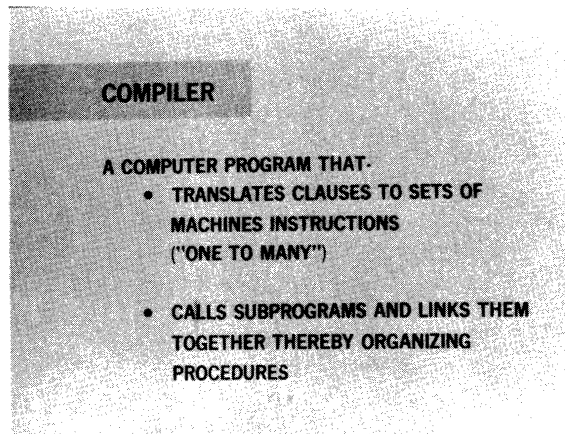 COMPILER
A COMPUTER PROGRAM THAT-
• TRANSLATES CLAUSES TO SETS OF
MACHINES INSTRUCTIONS
("ONE TO MANY")
• CALLS SUBPROGRAMS AND LINKS THEM
TOGETHER THEREBY ORGANIZING
PROCEDURES